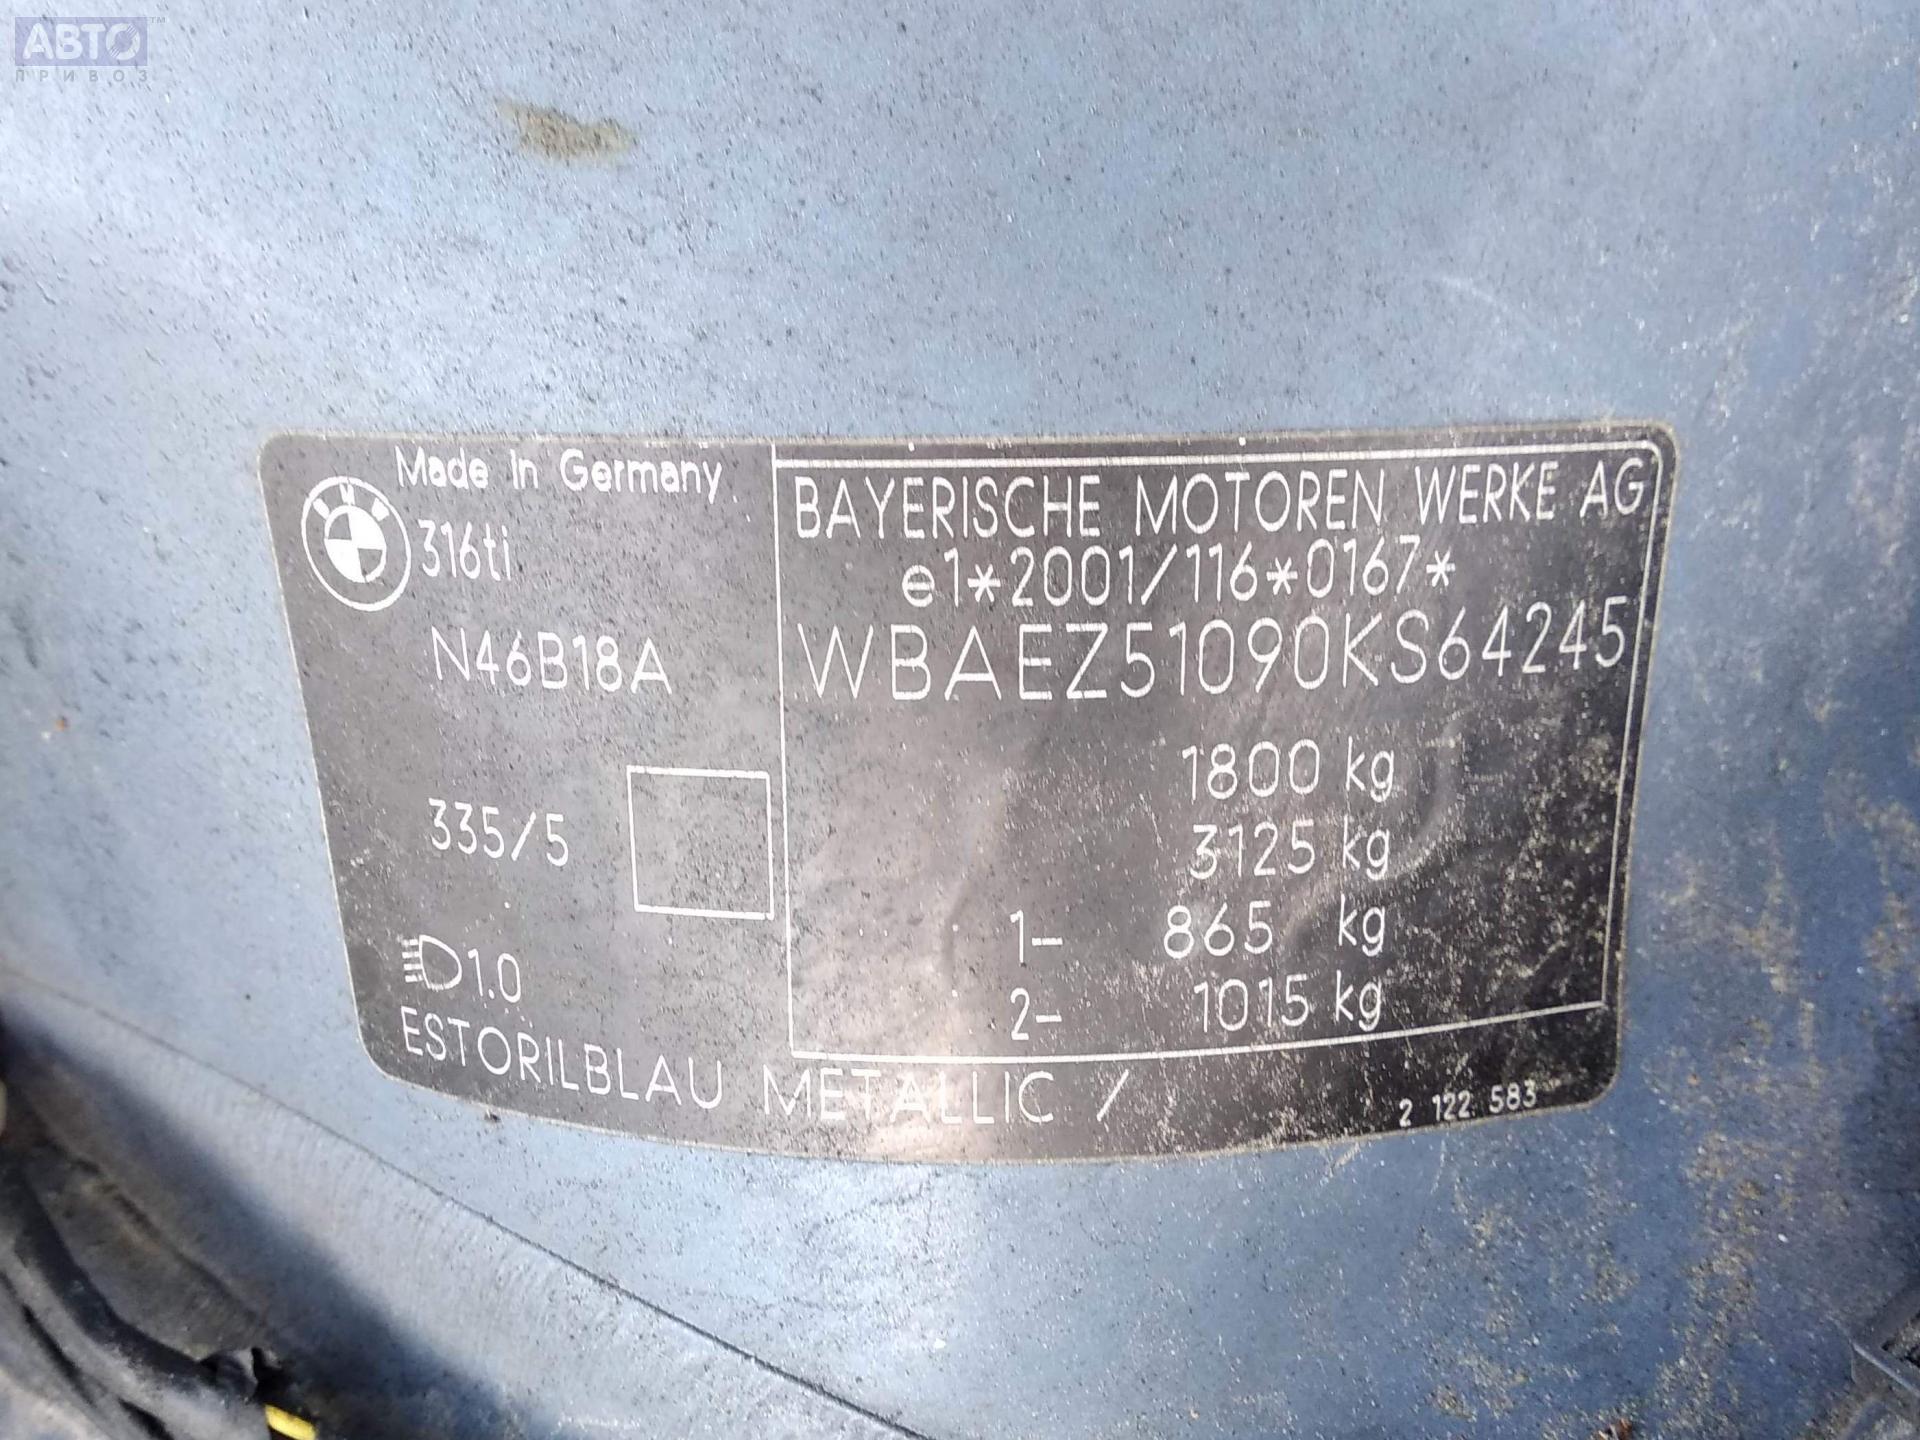 АВТО™
ПРИВОЗ
Made in Germany
316ti
N46B18A
335/5
1.0
ESTORILBLAU METALLIC /
BAYERISCHE MOTOREN WERKE AG
e1*2001/116*0167*
WBAEZ51090KS64245
1800 kg
3125 kg
1- 865 kg
2- 1015 kg
2 122 583